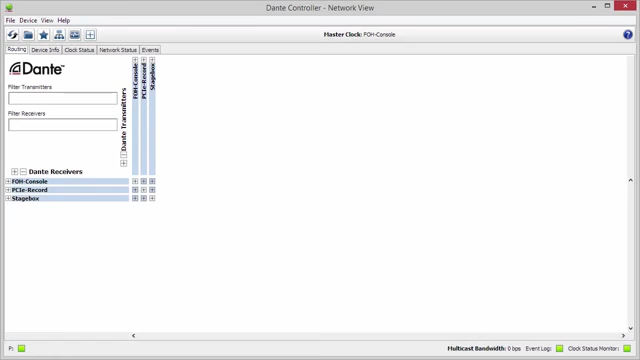 Dante Controller - Network View
File Device View Help
Master Clock: FOH-Console
?
Routing Device Info Clock Status Network Status Events
Dante™
Filter Transmitters
Filter Receivers
Dante Transmitters
FOH-Console
PCIe-Record
Stagebox
Dante Receivers
FOH-Console
PCIe-Record
Stagebox
P: Multicast Bandwidth: 0 bps Event Log: Clock Status Monitor: